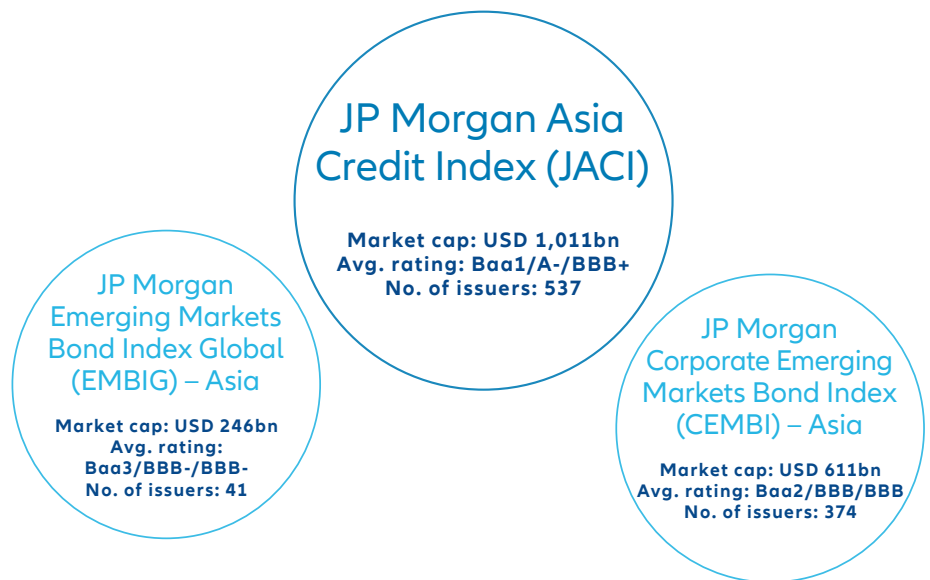 JP Morgan Asia
Credit Index (JACI)
Market cap: USD 1,011bn
Avg. rating: Baa1/A-/BBB+
No. of issuers: 537
JP Morgan
Emerging Markets
Bond Index Global
(EMBIG) – Asia
Market cap: USD 246bn
Avg. rating:
Baa3/BBB-/BBB-
No. of issuers: 41
JP Morgan
Corporate Emerging
Markets Bond Index
(CEMBI) – Asia
Market cap: USD 611bn
Avg. rating: Baa2/BBB/BBB
No. of issuers: 374